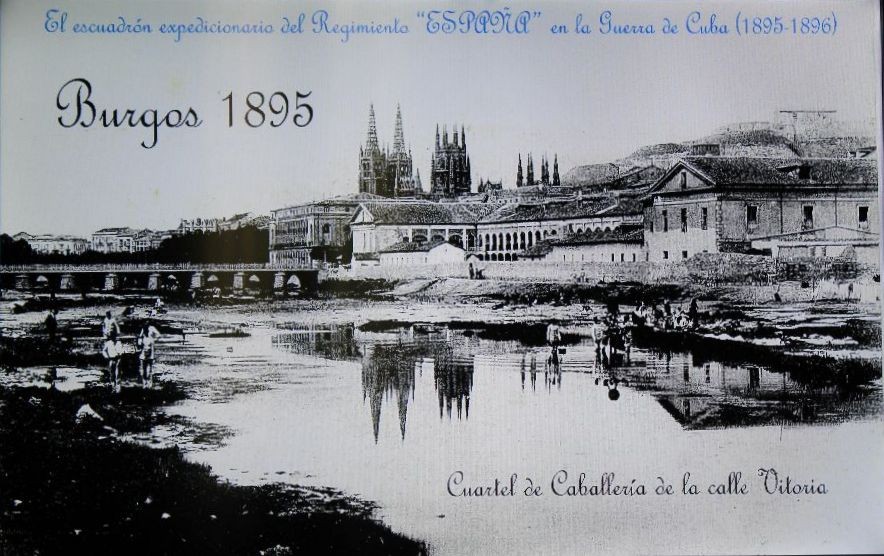 El escuadrón expedicionario del Regimiento "ESPAÑA" en la Guerra de Cuba (1895-1896)
Burgos 1895
Cuartel de Caballería de la calle Vitoria